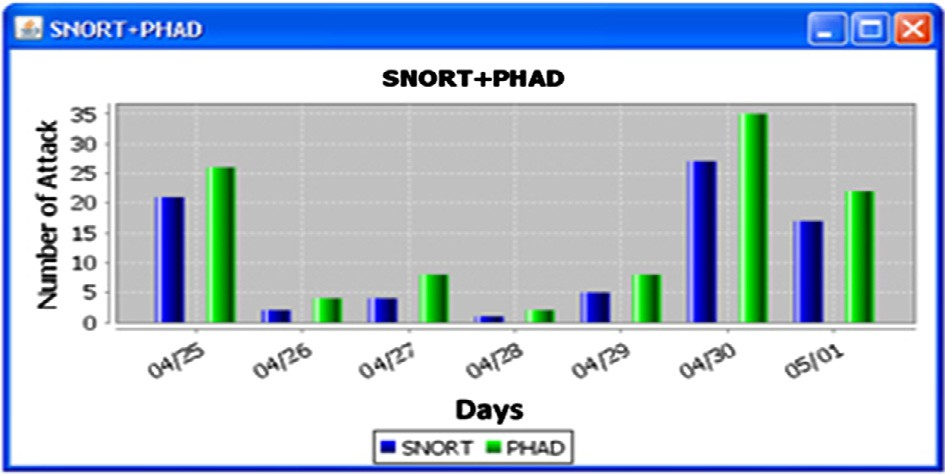 SNORT+PHAD
SNORT+PHAD
Number of Attack
35
30
25
20
15
10
5
0
04/25 04/26 04/27 04/28 04/29 04/30 05/01
Days
SNORT PHAD